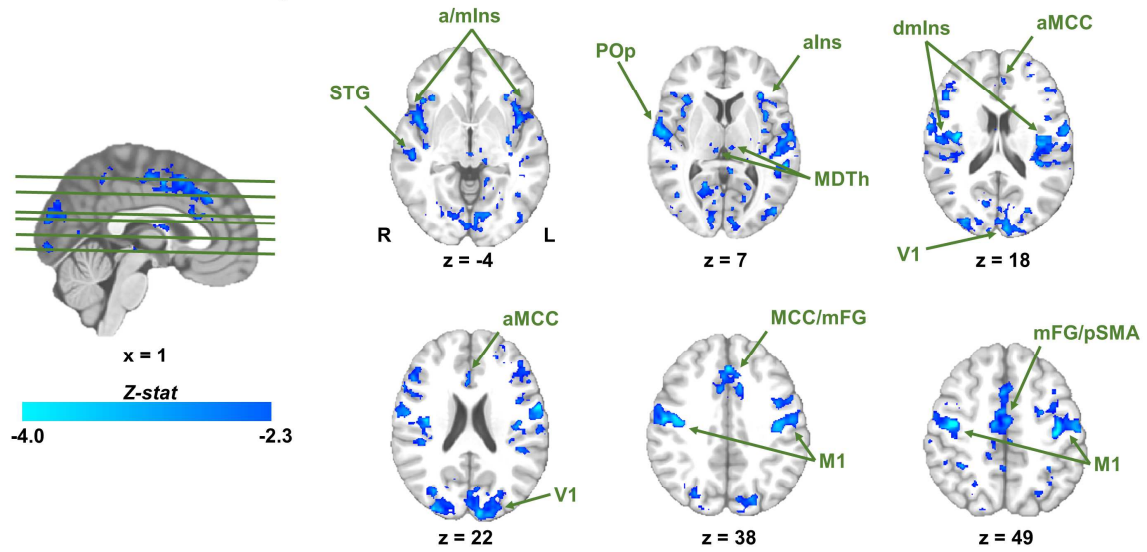 a/mIns
STG
POp
aIns
MDTh
dmIns
aMCC
V1
R
L
z = -4
z = 7
z = 18
x = 1
Z-stat
-4.0
-2.3
aMCC
V1
MCC/mFG
M1
mFG/pSMA
M1
z = 22
z = 38
z = 49